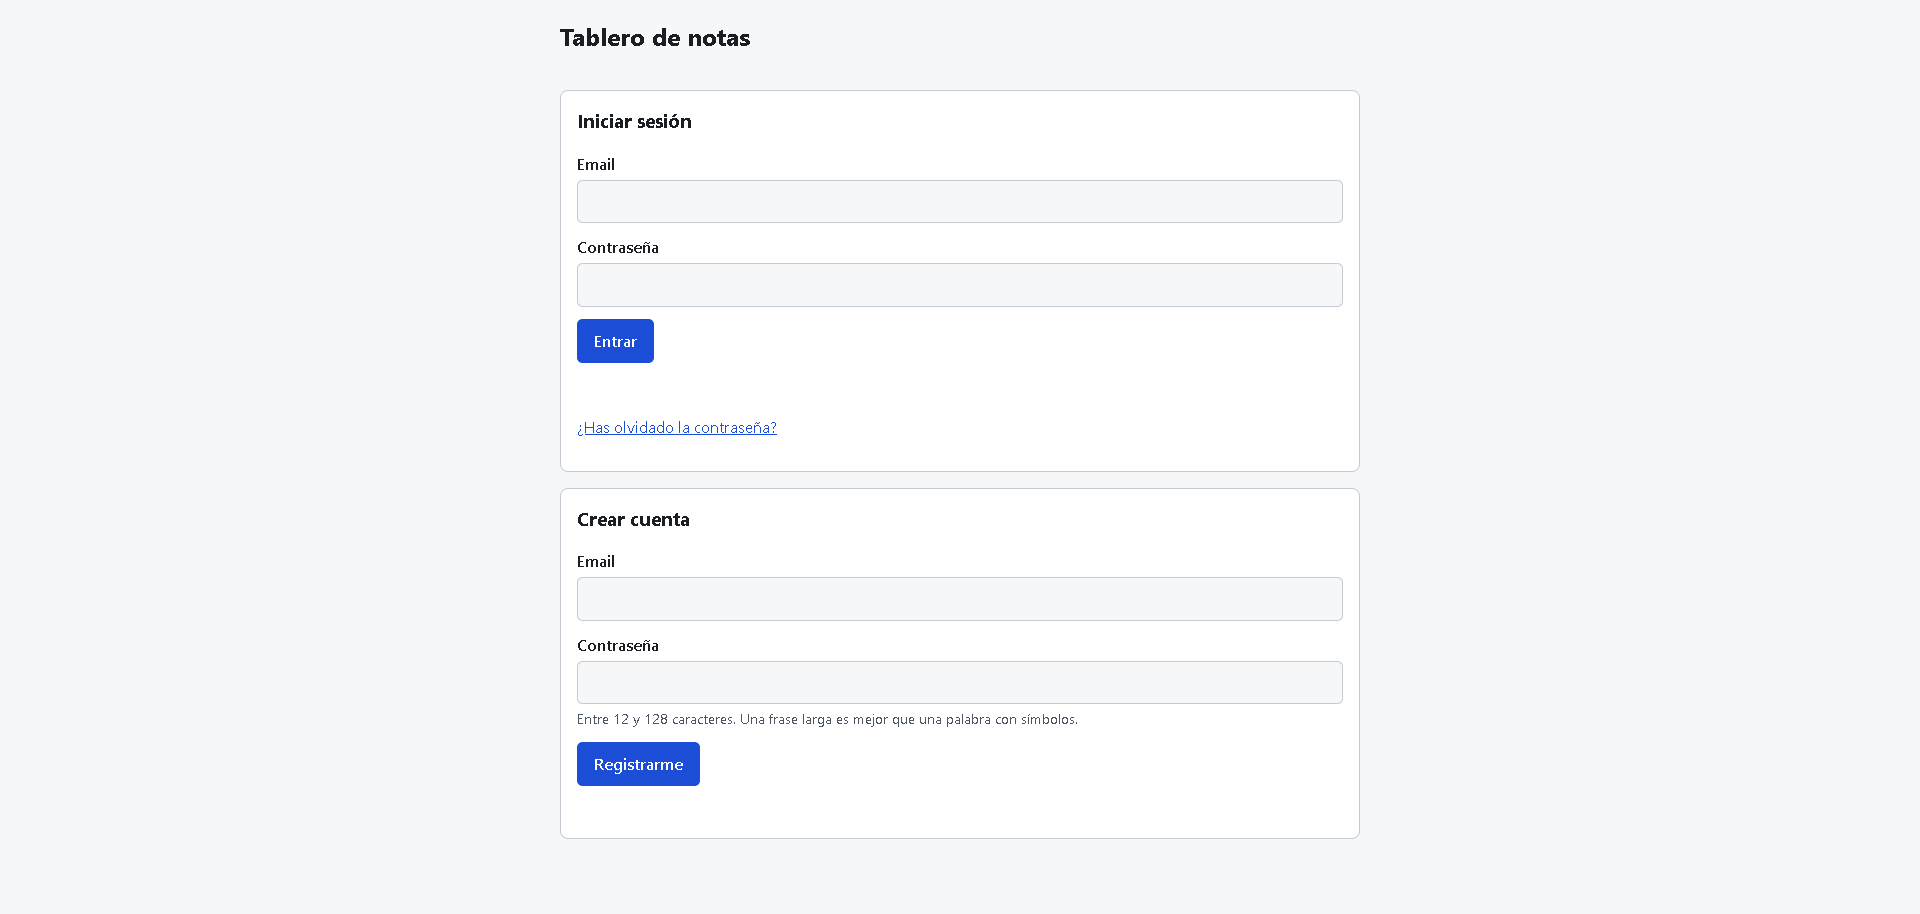 Tablero de notas
Iniciar sesión
Email
Contraseña
Entrar
¿Has olvidado la contraseña?
Crear cuenta
Email
Contraseña
Entre 12 y 128 caracteres. Una frase larga es mejor que una palabra con símbolos.
Registrarme